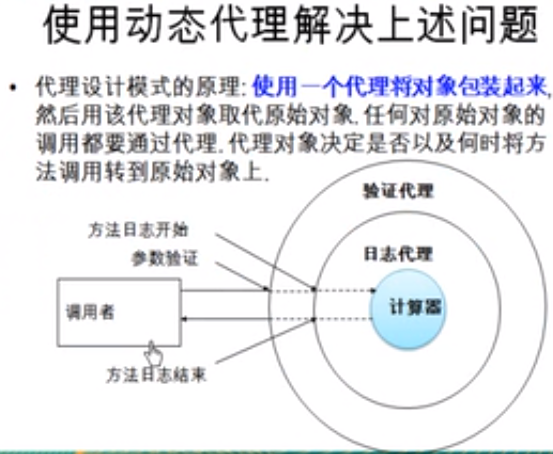 使用动态代理解决上述问题
• 代理设计模式的原理: 使用一个代理将对象包装起来,
然后用该代理对象取代原始对象. 任何对原始对象的
调用都要通过代理. 代理对象决定是否以及何时将方
法调用转到原始对象上.
验证代理
方法日志开始
日志代理
参数验证
计算器
调用者
方法日志结束